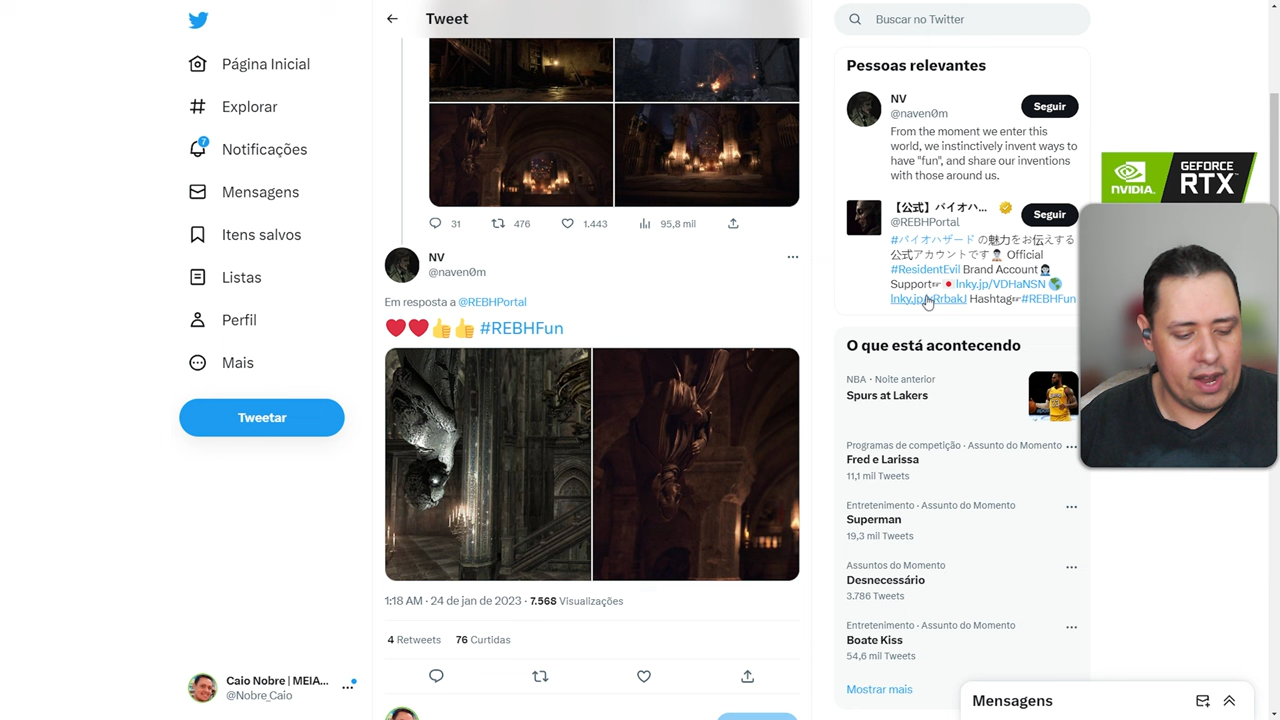 Tweet
Buscar no Twitter
Página Inicial
Explorar
7
Notificações
Mensagens
Itens salvos
Listas
Perfil
Mais
Tweetar
Caio Nobre | MEIA...
@Nobre_Caio
31
476
1.443
95,8 mil
NV
@naven0m
Em resposta a @REBHPortal
#REBHFun
1:18 AM · 24 de jan de 2023 · 7.568 Visualizações
4 Retweets 76 Curtidas
Pessoas relevantes
NV
@naven0m
Seguir
From the moment we enter this
world, we instinctively invent ways to
have "fun", and share our inventions
with those around us.
【公式】バイオハ...
@REBHPortal
Seguir
#バイオハザード の魅力をお伝えする
公式アカウントです Official
#ResidentEvil Brand Account
Support☞ lnky.jp/VDHaNSN
Hashtag☞#REBHFun
O que está acontecendo
NBA · Noite anterior
Spurs at Lakers
Programas de competição · Assunto do Momento
Fred e Larissa
11,1 mil Tweets
Entretenimento · Assunto do Momento
Superman
19,3 mil Tweets
Assuntos do Momento
Desnecessário
3.786 Tweets
Entretenimento · Assunto do Momento
Boate Kiss
54,6 mil Tweets
Mostrar mais
Mensagens
NVIDIA.
GEFORCE
RTX